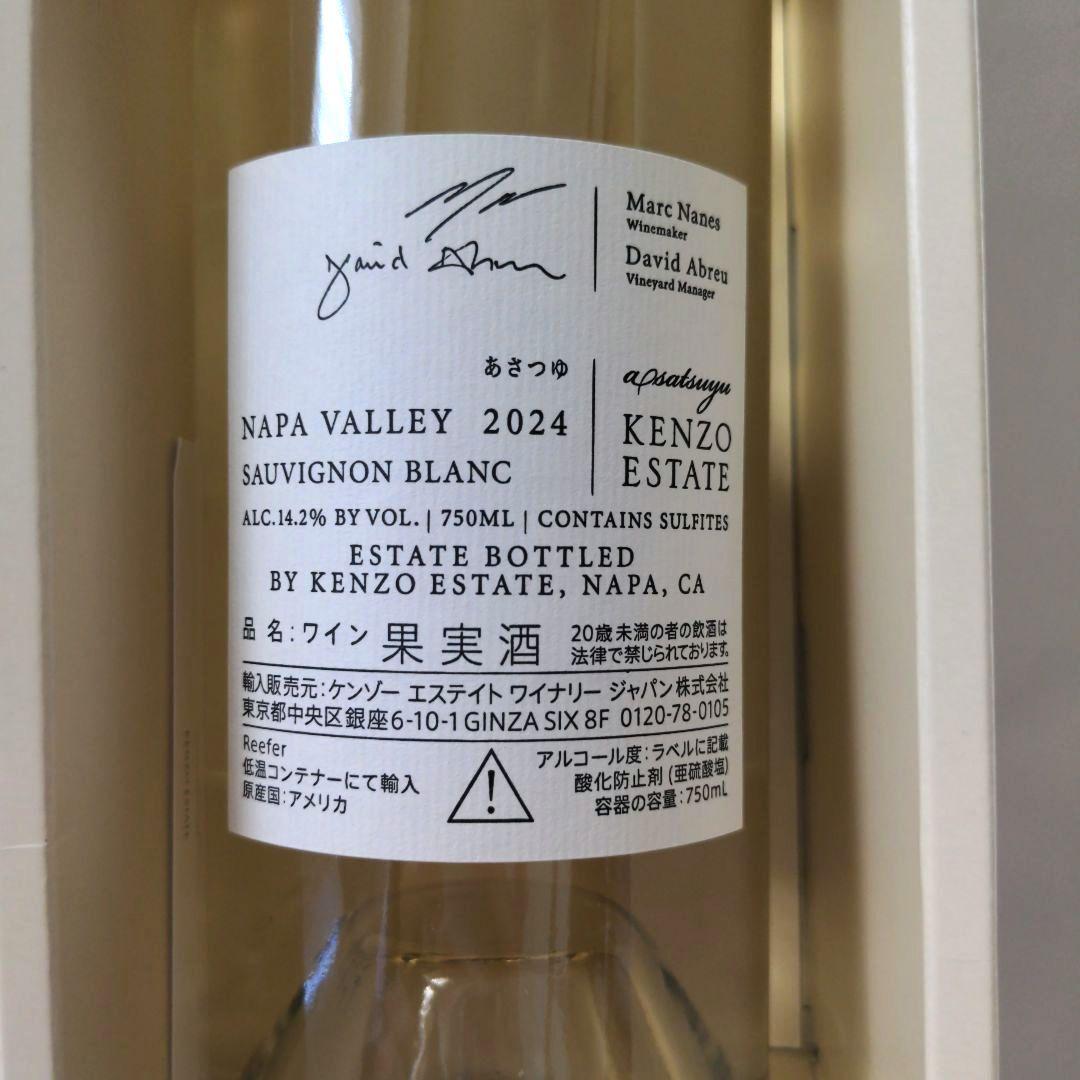 David Abreu
Marc Nanes
Winemaker
David Abreu
Vineyard Manager
あさつゆ
NAPA VALLEY 2024
SAUVIGNON BLANC
asatsuyu
KENZO
ESTATE
ALC.14.2% BY VOL. | 750ML | CONTAINS SULFITES
ESTATE BOTTLED
BY KENZO ESTATE, NAPA, CA
品 名:ワイン 果実酒 20歳未満の者の飲酒は
法律で禁じられております。
輸入販売元:ケンゾー エステイト ワイナリー ジャパン株式会社
東京都中央区銀座6-10-1 GINZA SIX 8F 0120-78-0105
Reefer
低温コンテナーにて輸入
原産国:アメリカ
アルコール度:ラベルに記載
酸化防止剤 (亜硫酸塩)
容器の容量:750mL